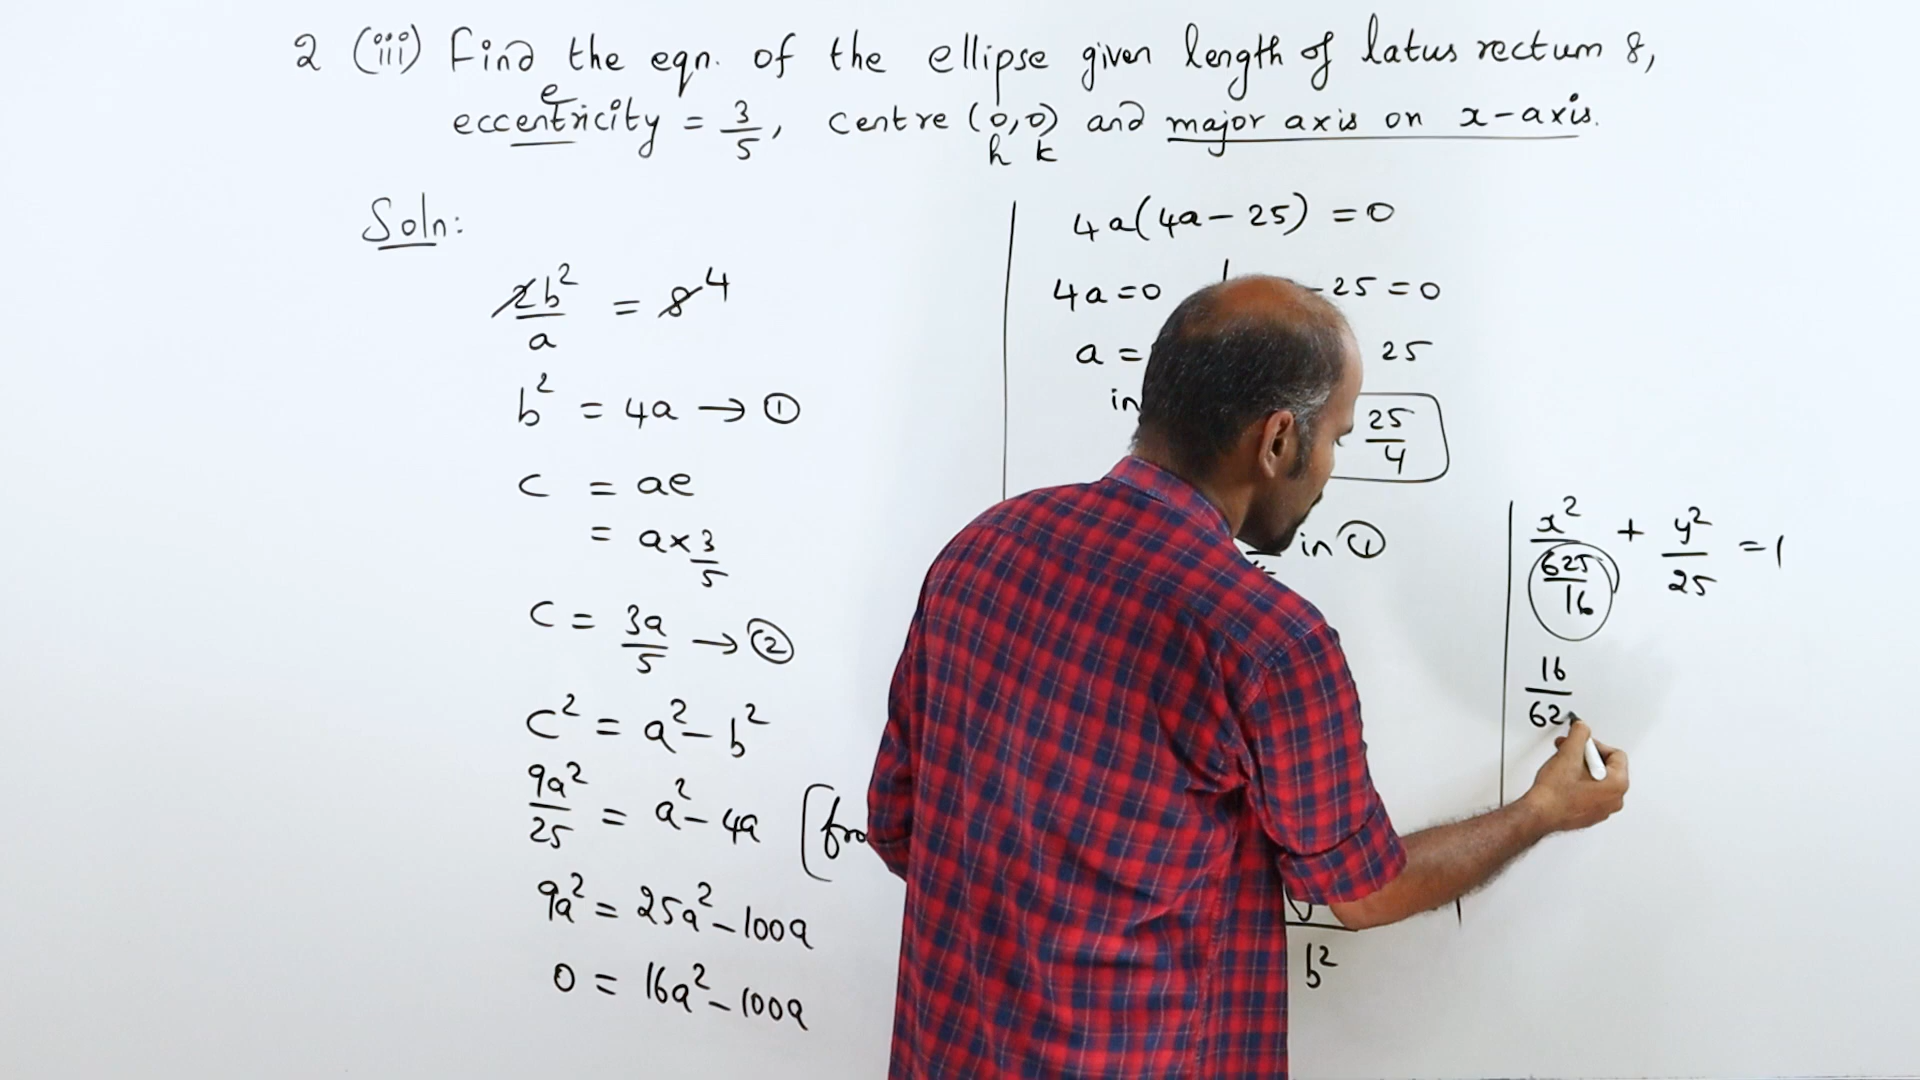 2 (iii) Find the eqn. of the ellipse given length of latus rectum 8,
e
eccentricity = 3/5, centre (0,0) and major axis on x-axis.
h k
Soln:
2b²/a = 8 4
b² = 4a → ①
c = ae
= a × 3/5
c = 3a/5 → ②
c² = a² - b²
9a²/25 = a² - 4a (fro
9a² = 25a² - 100a
0 = 16a² - 100a
4a(4a - 25) = 0
4a = 0 - 25 = 0
a = 25
in 25/4
in ①
b²
x²/(625/16) + y²/25 = 1
16/62